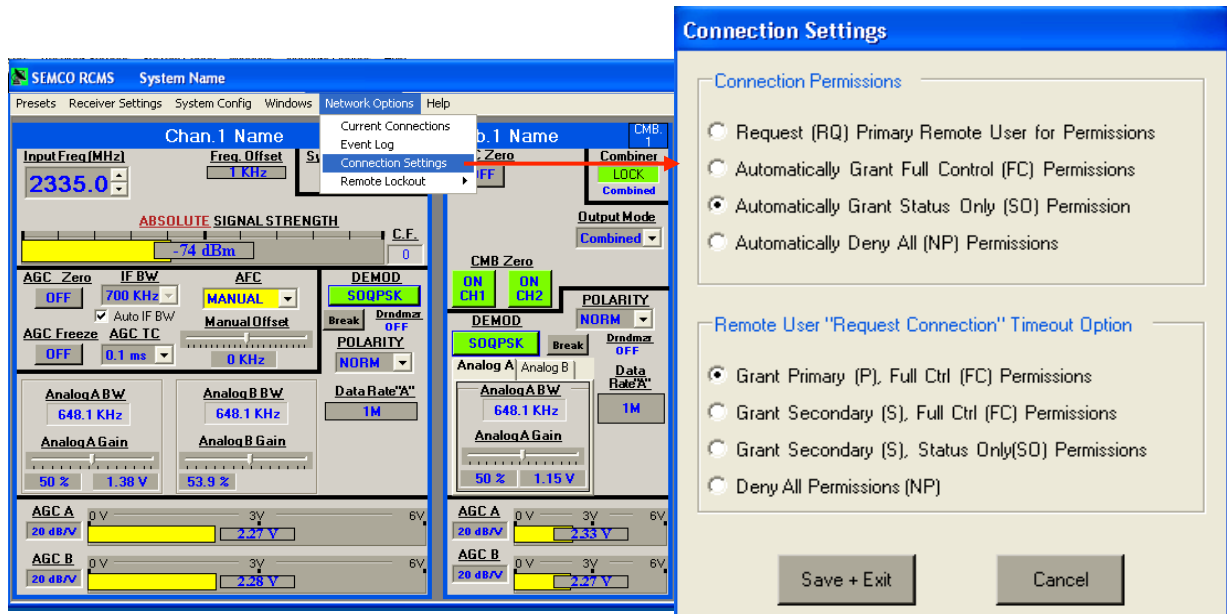 SEMCO RCMS System Name
Presets Receiver Settings System Config Windows Network Options Help
Current Connections
Event Log
Connection Settings
Remote Lockout
Chan.1 Name
Input Freq (MHz)
2335.0
Freq. Offset
1 KHz
ABSOLUTE SIGNAL STRENGTH
-74 dBm
C.F.
0
AGC Zero
OFF
IF BW
700 KHz
Auto IF BW
AFC
MANUAL
Manual Offset
0 KHz
AGC Freeze
OFF
AGC TC
0.1 ms
DEMOD
SOQPSK
Break
Drndmzr
OFF
POLARITY
NORM
Data Rate"A"
1M
Analog A BW
648.1 KHz
Analog A Gain
50 % 1.38 V
Analog B BW
648.1 KHz
Analog B Gain
53.9 %
AGC A
20 dB/V
0 V 3V 6V
2.27 V
AGC B
20 dB/V
0 V 3V 6V
2.28 V
b.1 Name
CMB.
1
Zero
FF
Combiner
LOCK
Combined
Output Mode
Combined
CMB Zero
ON
CH1
ON
CH2
POLARITY
NORM
DEMOD
SOQPSK
Break
Drndmzr
OFF
Analog A Analog B
Analog A BW
648.1 KHz
Analog A Gain
50 % 1.15 V
Data
Rate"A"
1M
AGC A
20 dB/V
0 V 3V 6V
2.33 V
AGC B
20 dB/V
0 V 3V 6V
2.27 V
Connection Settings
Connection Permissions
Request (RQ) Primary Remote User for Permissions
Automatically Grant Full Control (FC) Permissions
Automatically Grant Status Only (SO) Permission
Automatically Deny All (NP) Permissions
Remote User "Request Connection" Timeout Option
Grant Primary (P), Full Ctrl (FC) Permissions
Grant Secondary (S), Full Ctrl (FC) Permissions
Grant Secondary (S), Status Only(SO) Permissions
Deny All Permissions (NP)
Save + Exit
Cancel